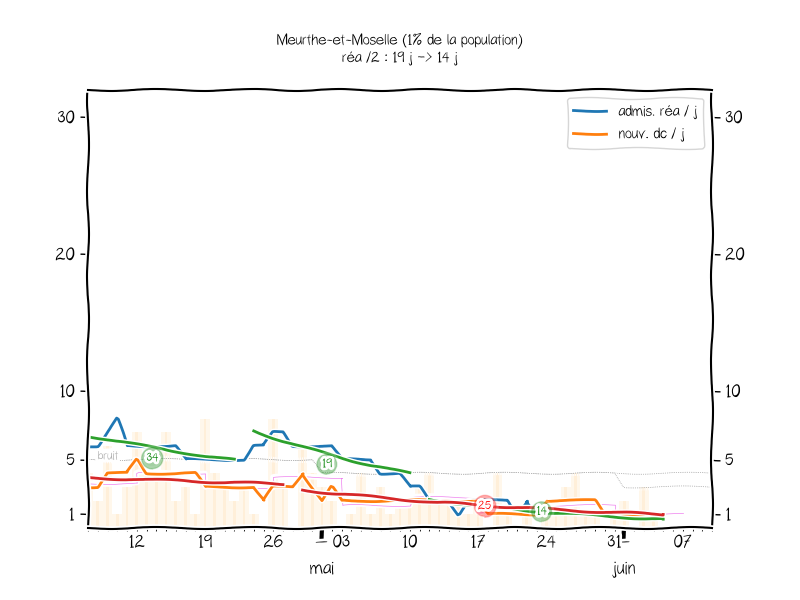 Meurthe-et-Moselle (1% de la population)
réa /2 : 19 j -> 14 j
admis. réa / j
nouv. dc / j
30
30
20
20
10
10
5
5
1
1
bruit
34
19
25
14
12 19 26 03 10 17 24 31 07
mai juin